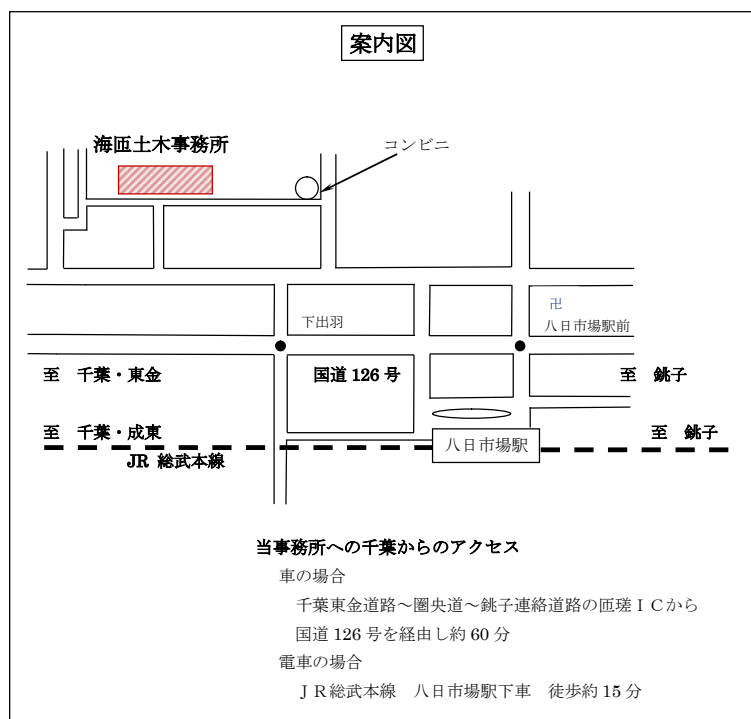 案内図
海匝土木事務所
コンビニ
下出羽
卍
八日市場駅前
至 千葉・東金
国道 126 号
至 銚子
至 千葉・成東
至 銚子
八日市場駅
JR 総武本線
当事務所への千葉からのアクセス
車の場合
千葉東金道路～圏央道～銚子連絡道路の匝瑳ＩＣから
国道 126 号を経由し約 60 分
電車の場合
ＪＲ総武本線 八日市場駅下車 徒歩約 15 分